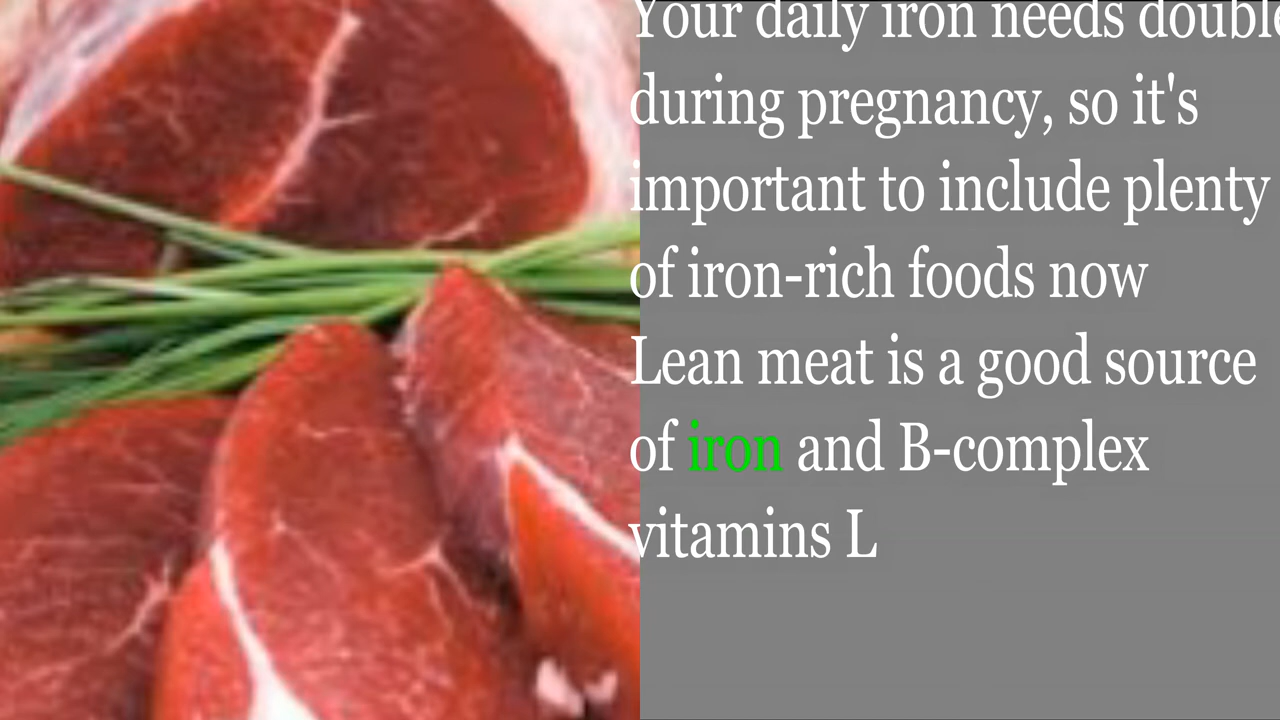 Your daily iron needs double
during pregnancy, so it's
important to include plenty
of iron-rich foods now
Lean meat is a good source
of iron and B-complex
vitamins L